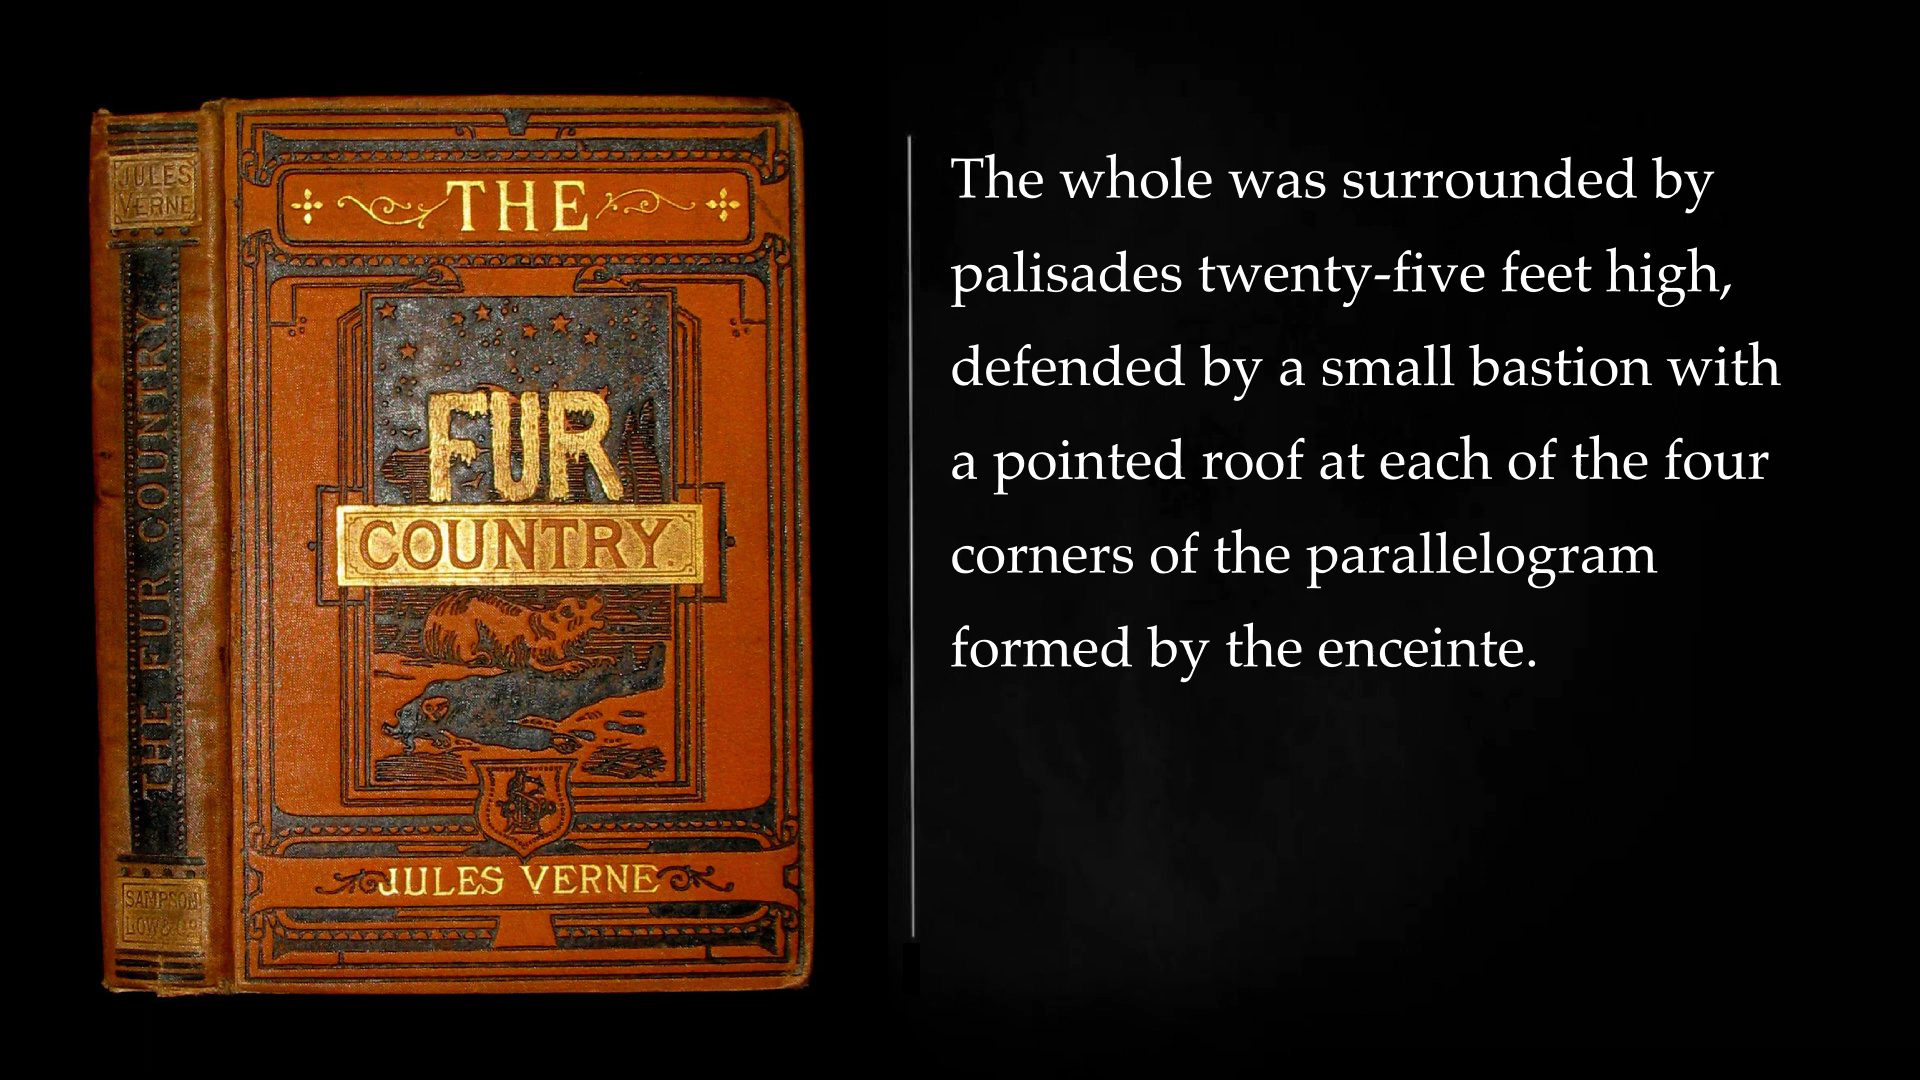 JULES
VERNE
THE FUR COUNTRY.
SAMPSON
LOW & Co
THE
FUR
COUNTRY.
JULES VERNE
The whole was surrounded by
palisades twenty-five feet high,
defended by a small bastion with
a pointed roof at each of the four
corners of the parallelogram
formed by the enceinte.